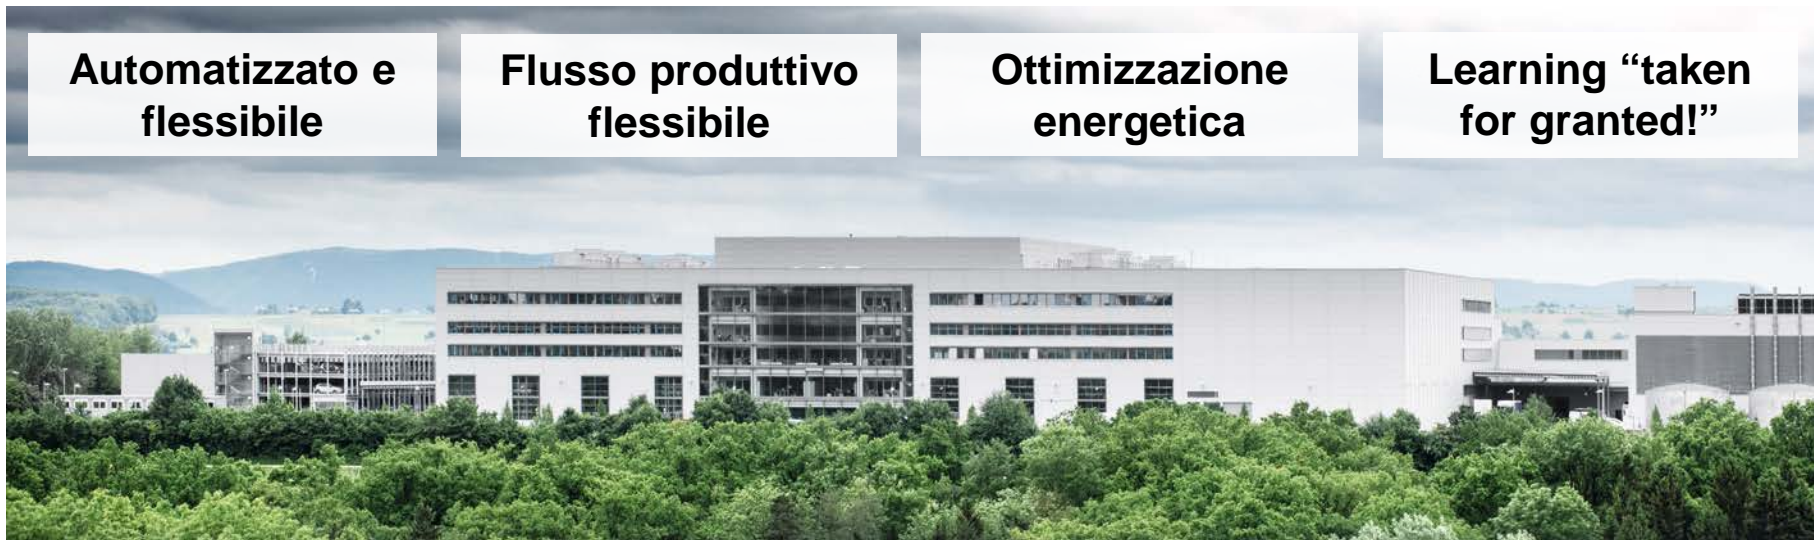 Automatizzato e
flessibile
Flusso produttivo
flessibile
Ottimizzazione
energetica
Learning “taken
for granted!”